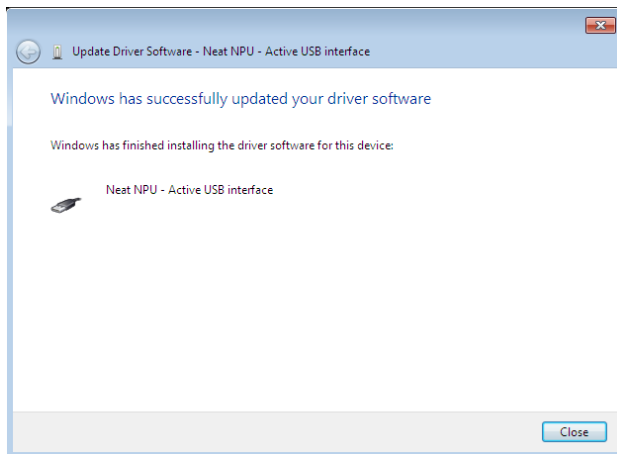 Update Driver Software - Neat NPU - Active USB interface
Windows has successfully updated your driver software
Windows has finished installing the driver software for this device:
Neat NPU - Active USB interface
Close